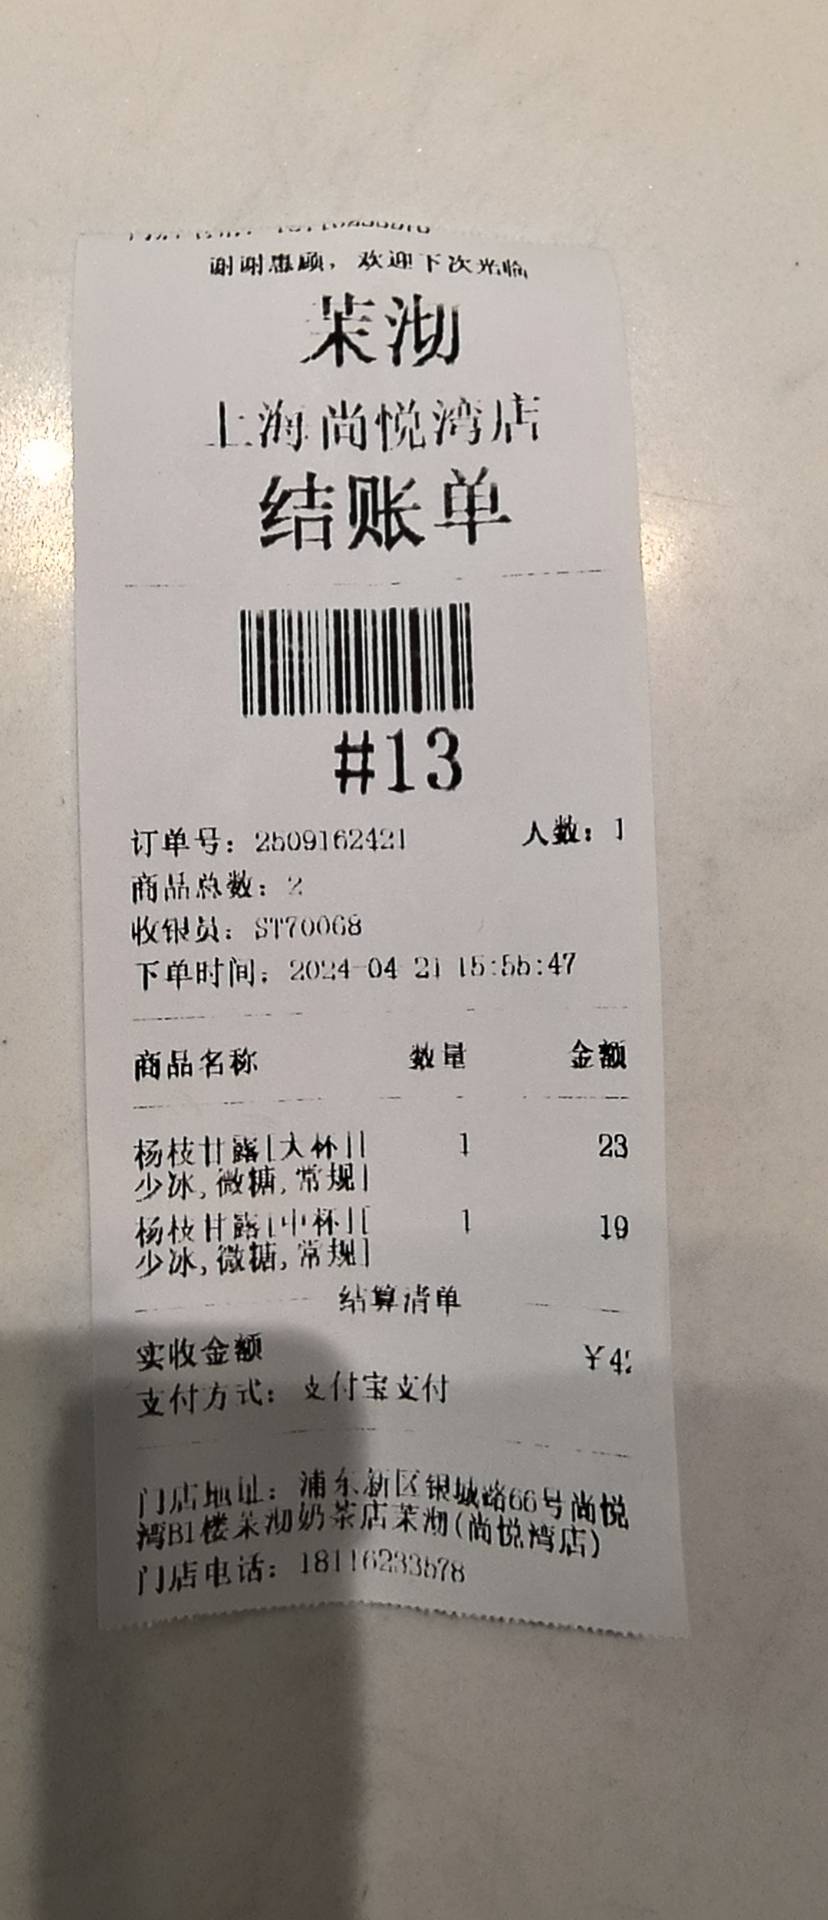 谢谢惠顾，欢迎下次光临
茉沏
上海尚悦湾店
结账单
#13
订单号：2509162421 人数：1
商品总数：2
收银员：ST70068
下单时间：2024-04-21 15:55:47
商品名称 数量 金额
杨枝甘露[大杯][ 1 23
少冰,微糖,常规]
杨枝甘露[中杯][ 1 19
少冰,微糖,常规]
结算清单
实收金额 ￥42
支付方式：支付宝支付
门店地址：浦东新区银城路66号尚悦
湾B1楼茉沏奶茶店茉沏(尚悦湾店)
门店电话：18116233578